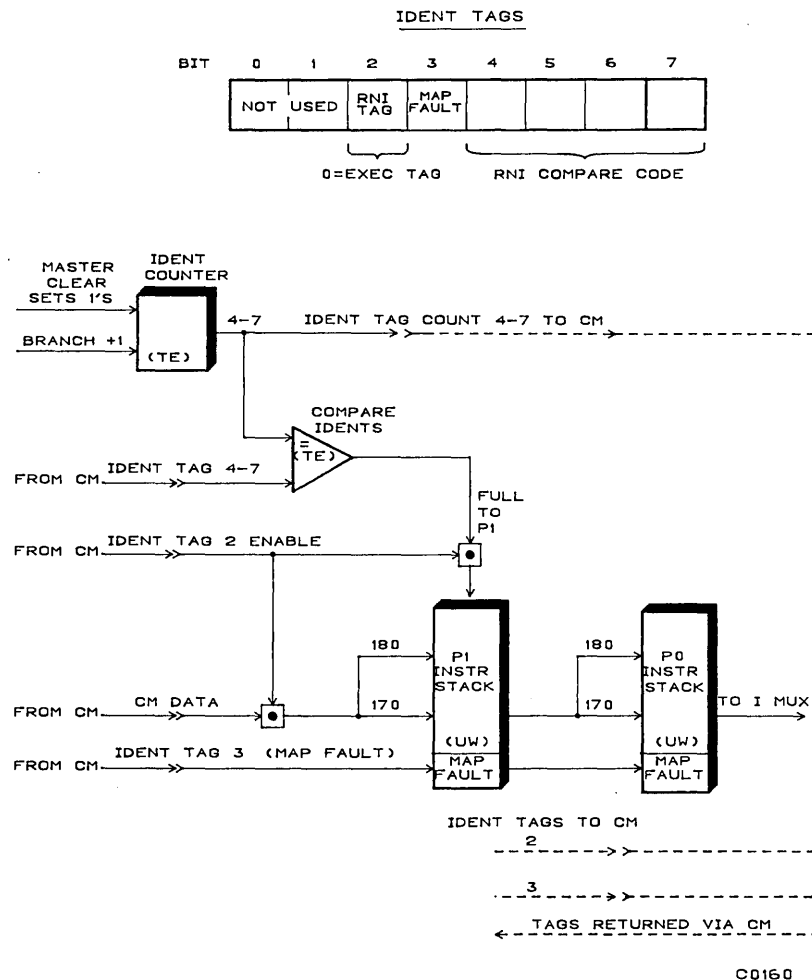 IDENT TAGS
BIT 0 1 2 3 4 5 6 7
NOT USED RNI TAG MAP FAULT
0=EXEC TAG RNI COMPARE CODE
MASTER
CLEAR
SETS 1'S
IDENT
COUNTER
BRANCH +1
(TE)
4-7
IDENT TAG COUNT 4-7 TO CM
COMPARE
IDENTS
=
(TE)
FROM CM IDENT TAG 4-7
FULL
TO
P1
FROM CM IDENT TAG 2 ENABLE
180
P1
INSTR
STACK
180
P0
INSTR
STACK
FROM CM CM DATA
170
170
TO I MUX
(UW)
(UW)
FROM CM IDENT TAG 3 (MAP FAULT)
MAP
FAULT
MAP
FAULT
IDENT TAGS TO CM
2
3
TAGS RETURNED VIA CM
C0160